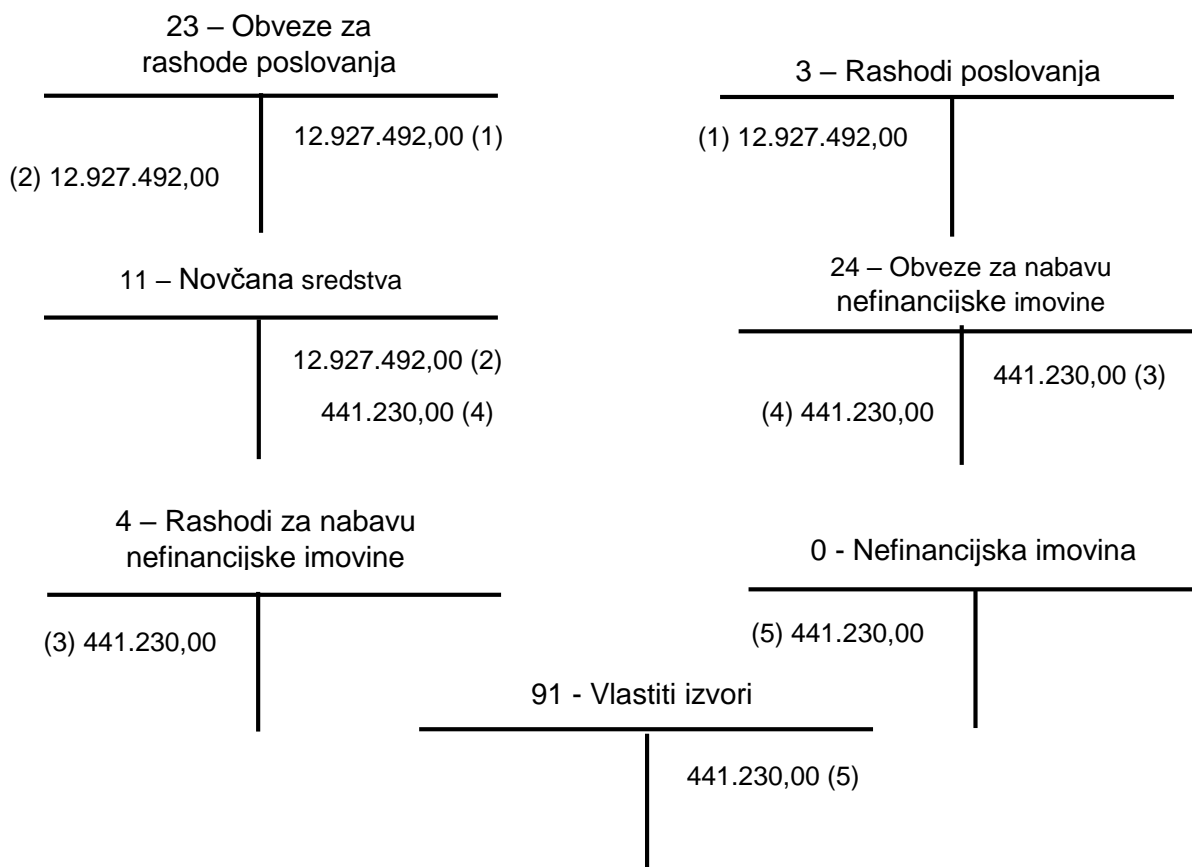 23 – Obveze za
rashode poslovanja
12.927.492,00 (1)
(2) 12.927.492,00
3 – Rashodi poslovanja
(1) 12.927.492,00
11 – Novčana sredstva
12.927.492,00 (2)
441.230,00 (4)
24 – Obveze za nabavu
nefinancijske imovine
441.230,00 (3)
(4) 441.230,00
4 – Rashodi za nabavu
nefinancijske imovine
(3) 441.230,00
0 - Nefinancijska imovina
(5) 441.230,00
91 - Vlastiti izvori
441.230,00 (5)